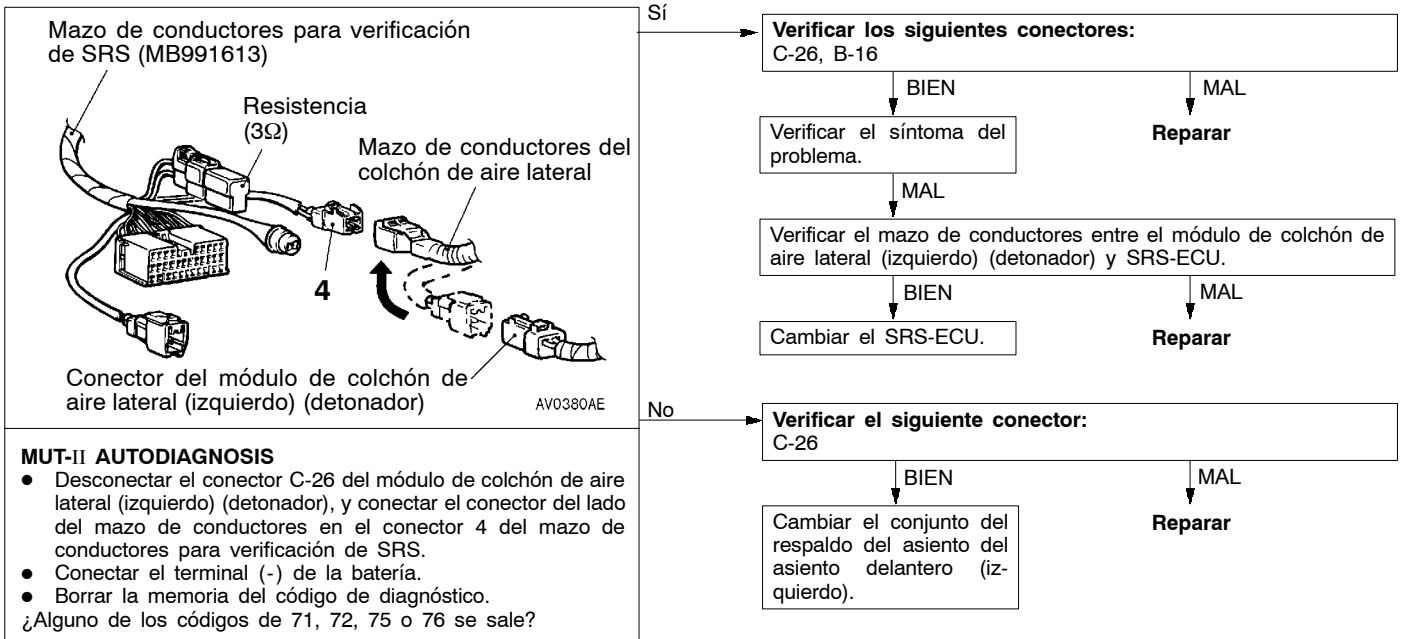 Mazo de conductores para verificación
de SRS (MB991613)
Resistencia
(3Ω)
Mazo de conductores del
colchón de aire lateral
4
Conector del módulo de colchón de
aire lateral (izquierdo) (detonador)
AV0380AE
MUT-II AUTODIAGNOSIS
● Desconectar el conector C-26 del módulo de colchón de aire
lateral (izquierdo) (detonador), y conectar el conector del lado
del mazo de conductores en el conector 4 del mazo de
conductores para verificación de SRS.
● Conectar el terminal (-) de la batería.
● Borrar la memoria del código de diagnóstico.
¿Alguno de los códigos de 71, 72, 75 o 76 se sale?
Sí
Verificar los siguientes conectores:
C-26, B-16
BIEN
MAL
Verificar el síntoma del
problema.
Reparar
MAL
Verificar el mazo de conductores entre el módulo de colchón de
aire lateral (izquierdo) (detonador) y SRS-ECU.
BIEN
MAL
Cambiar el SRS-ECU.
Reparar
No
Verificar el siguiente conector:
C-26
BIEN
MAL
Cambiar el conjunto del
respaldo del asiento del
asiento delantero (iz-
quierdo).
Reparar